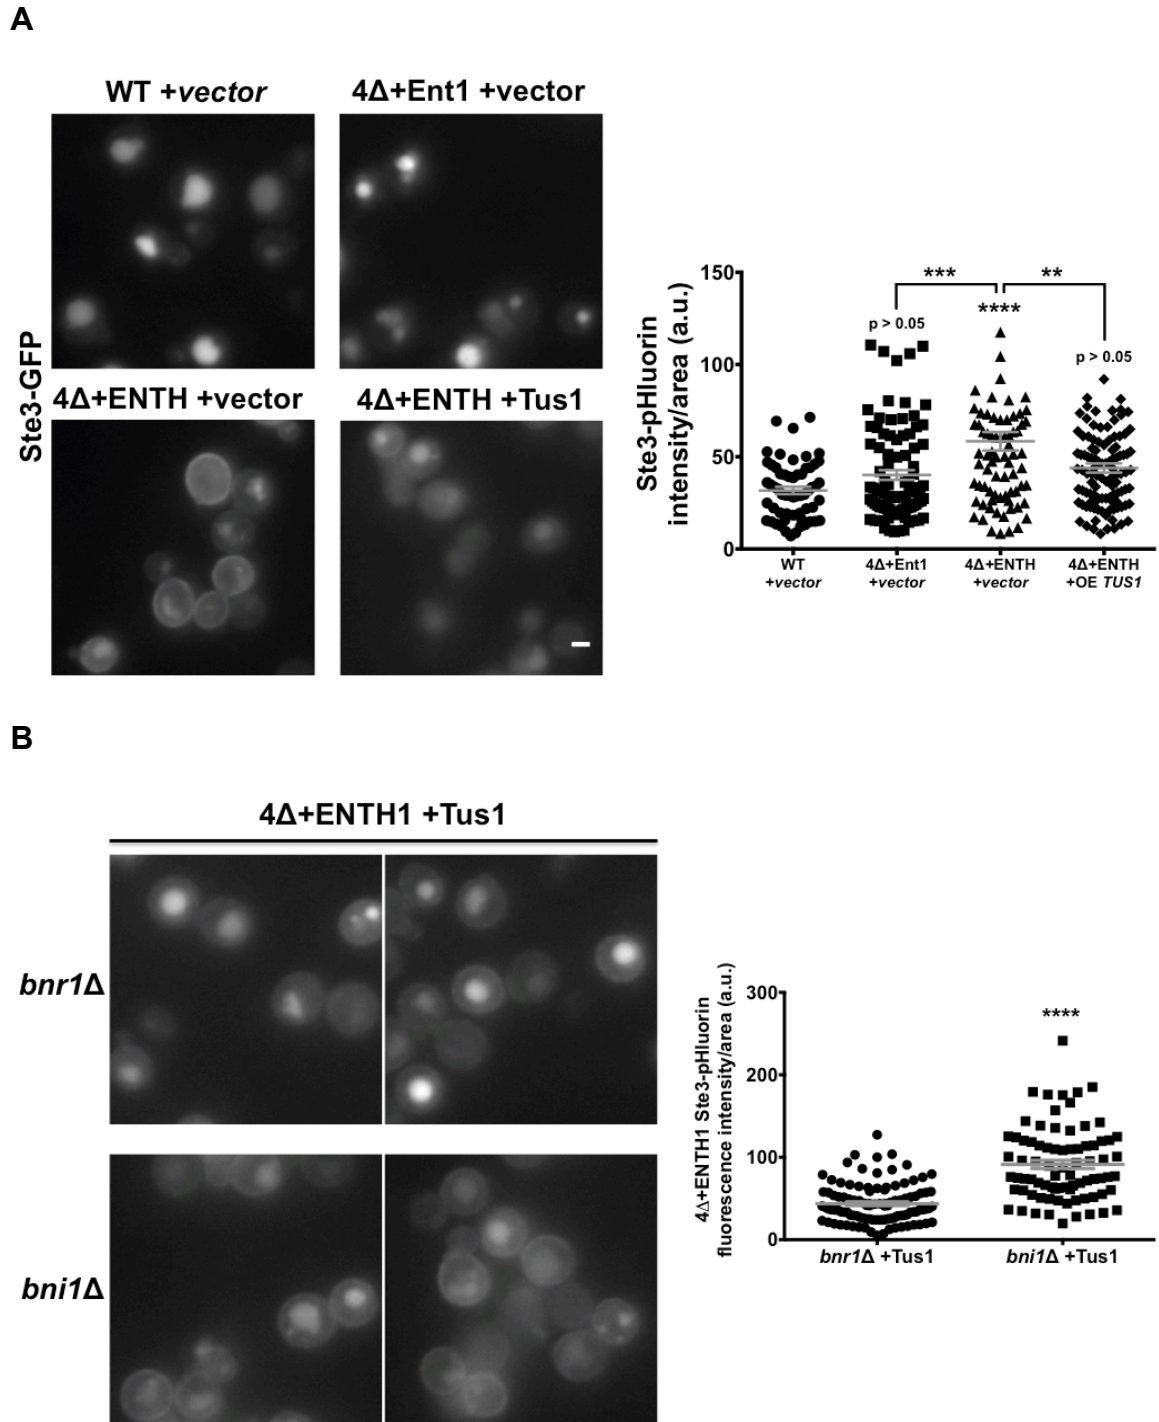 A
WT +vector
4Δ+Ent1 +vector
Ste3-GFP
4Δ+ENTH +vector
4Δ+ENTH +Tus1
Ste3-pHluorin
intensity/area (a.u.)
150
100
50
0
***
**
p > 0.05
****
p > 0.05
WT
+vector
4Δ+Ent1
+vector
4Δ+ENTH
+vector
4Δ+ENTH
+OE TUS1
B
4Δ+ENTH1 +Tus1
bnr1Δ
bni1Δ
4Δ+ENTH1 Ste3-pHluorin
fluorescence intensity/area (a.u.)
300
200
100
0
****
bnr1Δ +Tus1
bni1Δ +Tus1